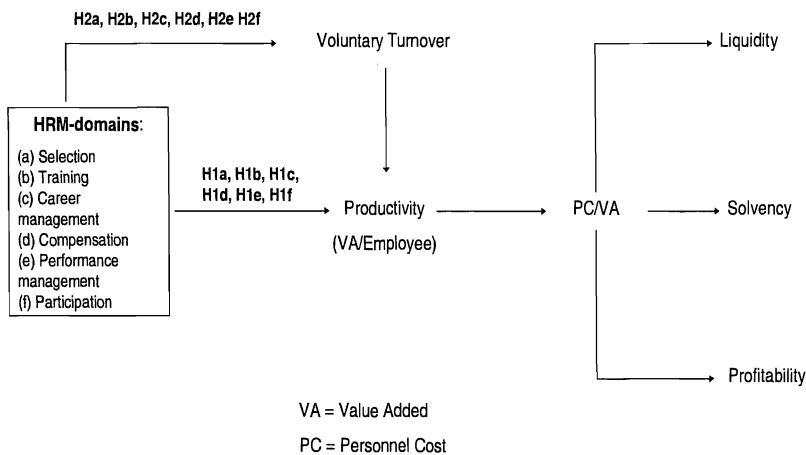 H2a, H2b, H2c, H2d, H2e H2f
Voluntary Turnover
Liquidity
HRM-domains:
(a) Selection
(b) Training
(c) Career
management
(d) Compensation
(e) Performance
management
(f) Participation
H1a, H1b, H1c,
H1d, H1e, H1f
Productivity
(VA/Employee)
PC/VA
Solvency
Profitability
VA = Value Added
PC = Personnel Cost